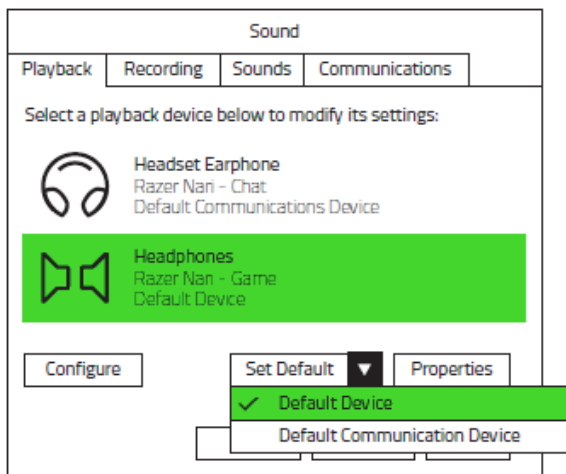 Sound
Playback Recording Sounds Communications
Select a playback device below to modify its settings:
Headset Earphone
Razer Nari - Chat
Default Communications Device
Headphones
Razer Nari - Game
Default Device
Configure Set Default Properties
Default Device
Default Communication Device